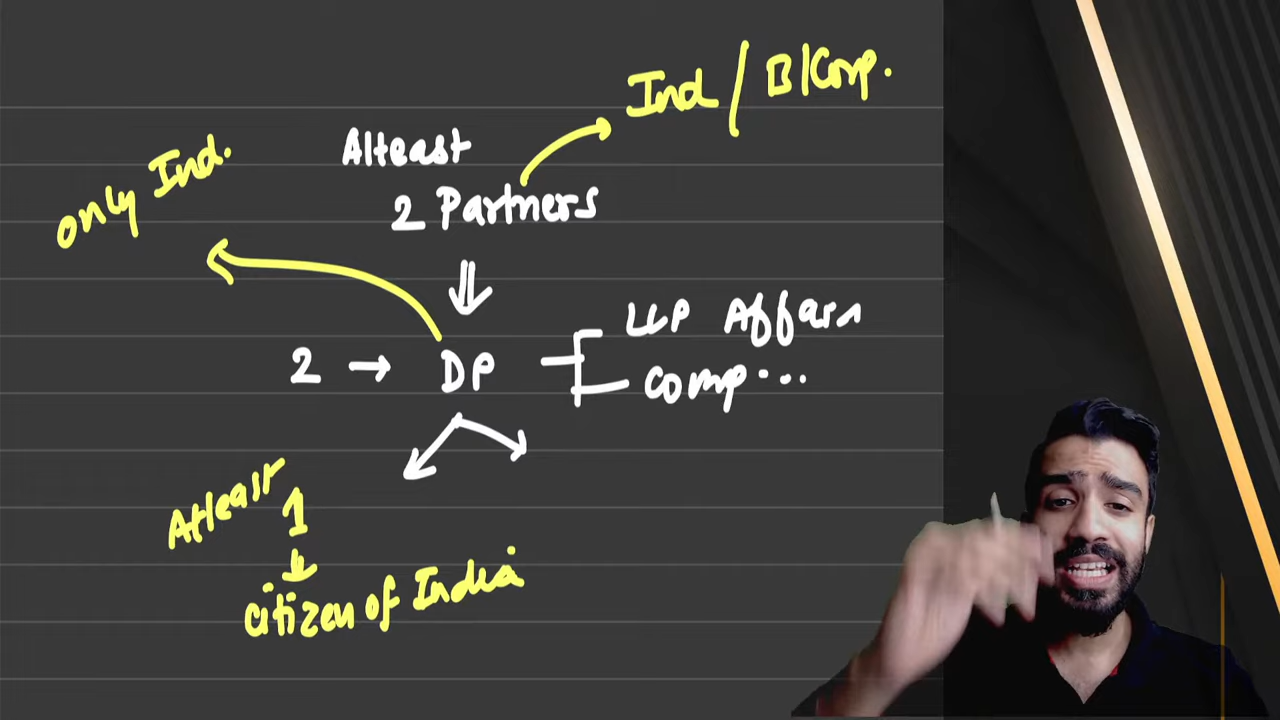 Ind / B/Corp.
only Ind.
Atleast
2 Partners
2 → DP
LLP Affairs
Comp....
Atleast 1
citizen of India